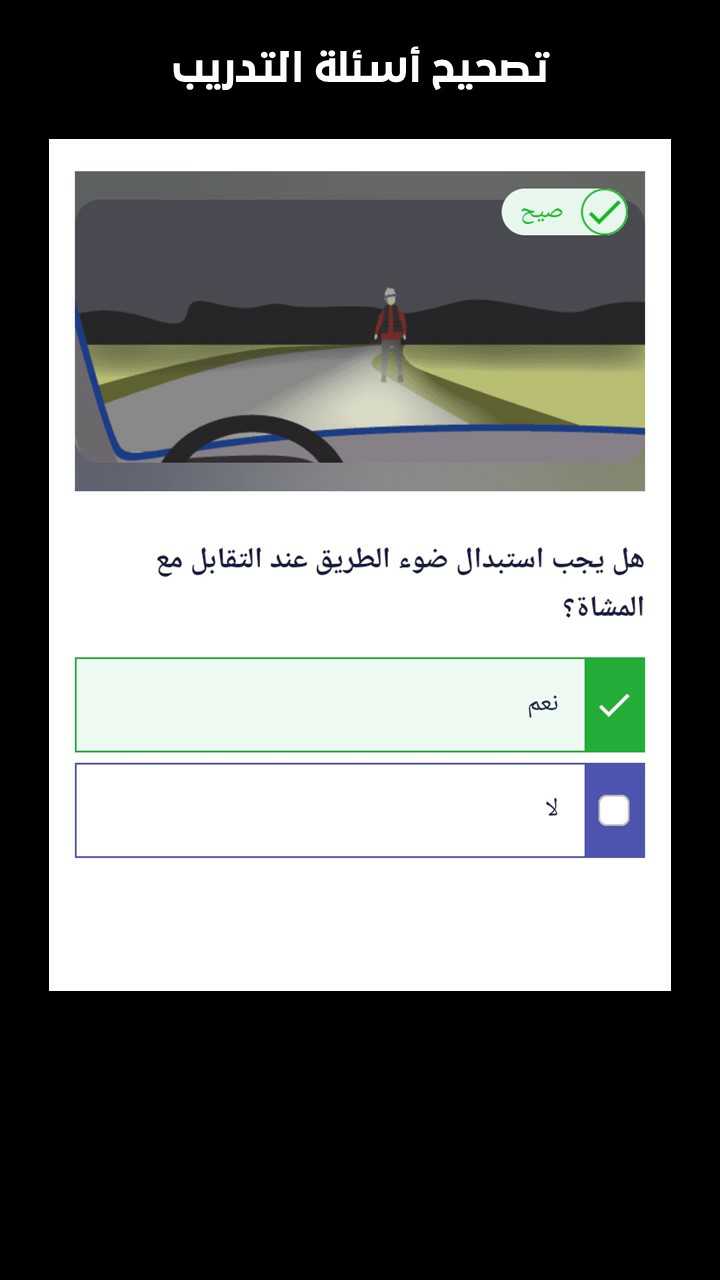 تصحيح أسئلة التدريب
صيح
هل يجب استبدال ضوء الطريق عند التقابل مع
المشاة؟
نعم
لا